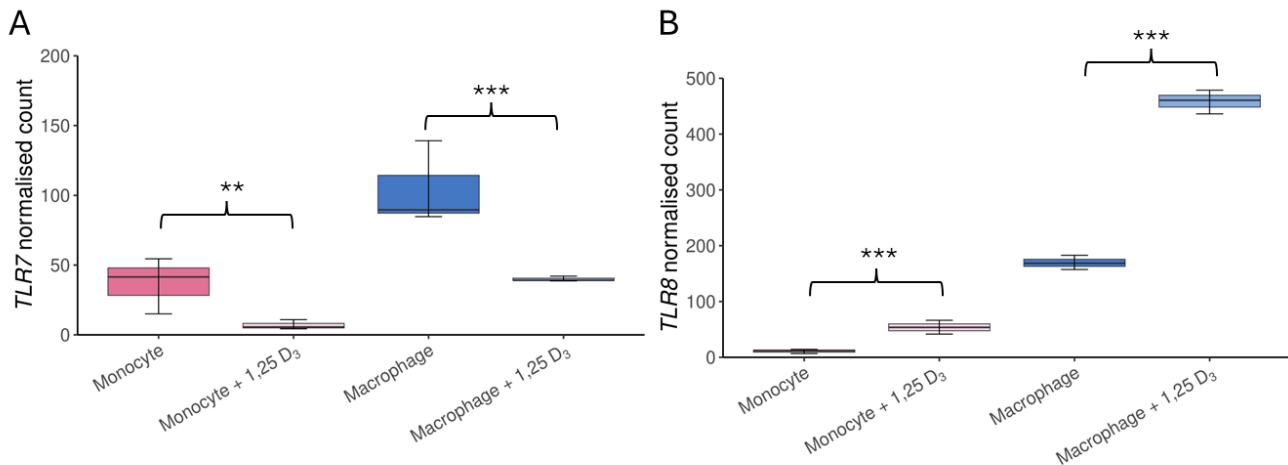 A
TLR7 normalised count
200
150
100
50
0
**
***
Monocyte
Monocyte + 1,25 D₃
Macrophage
Macrophage + 1,25 D₃
B
TLR8 normalised count
500
400
300
200
100
0
***
***
Monocyte
Monocyte + 1,25 D₃
Macrophage
Macrophage + 1,25 D₃